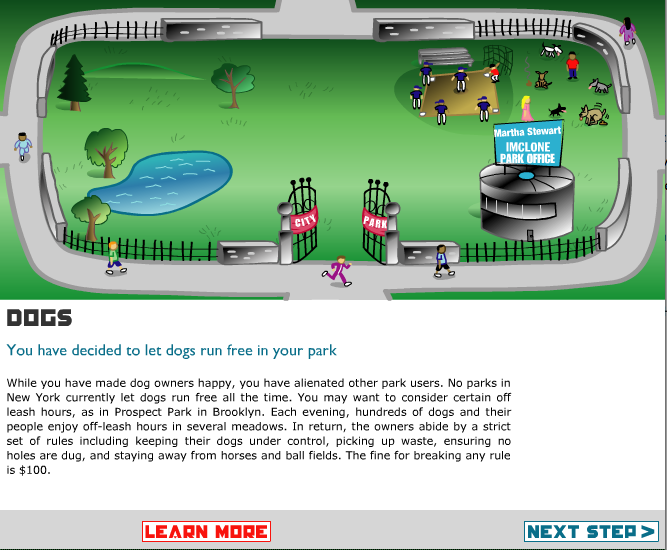 Martha Stewart
IMCLONE
PARK OFFICE
CITY PARK
DOGS
You have decided to let dogs run free in your park
While you have made dog owners happy, you have alienated other park users. No parks in
New York currently let dogs run free all the time. You may want to consider certain off
leash hours, as in Prospect Park in Brooklyn. Each evening, hundreds of dogs and their
people enjoy off-leash hours in several meadows. In return, the owners abide by a strict
set of rules including keeping their dogs under control, picking up waste, ensuring no
holes are dug, and staying away from horses and ball fields. The fine for breaking any rule
is $100.
LEARN MORE
NEXT STEP >